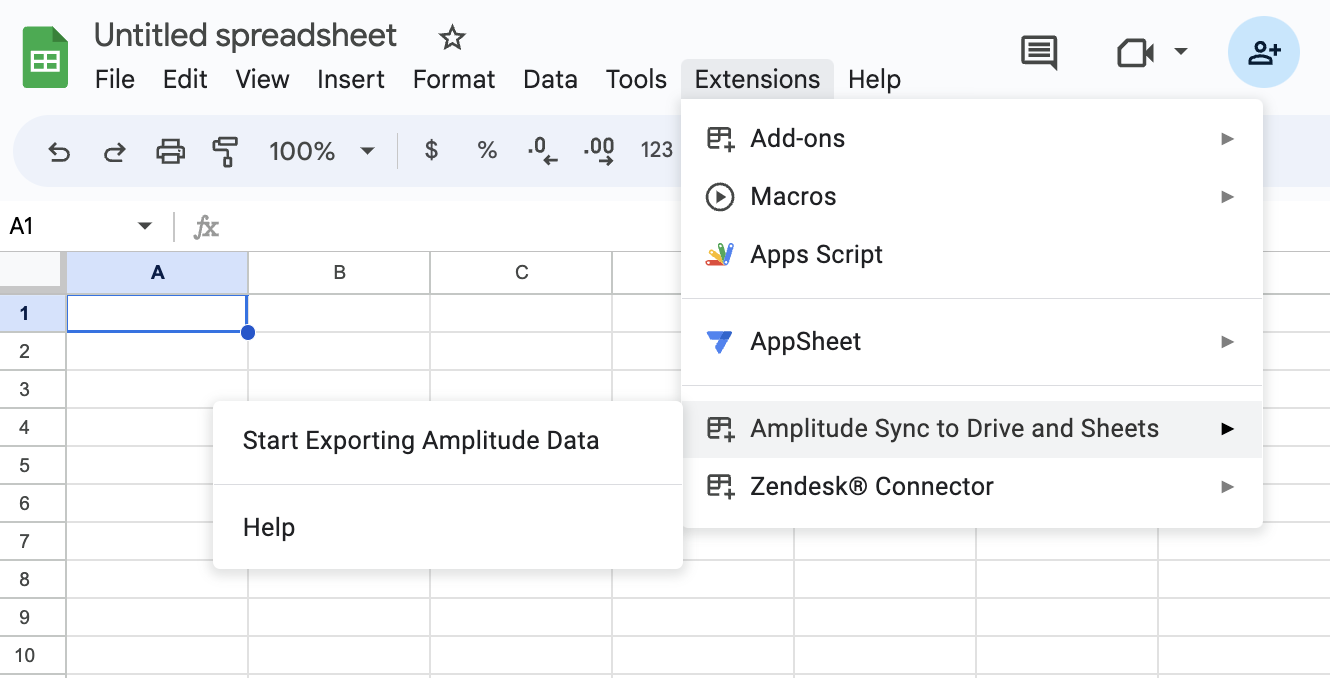 Untitled spreadsheet
File Edit View Insert Format Data Tools Extensions Help
100% $ % .0 .00 123
A1 fx
A B C
1
2
3
4
5
6
7
8
9
10
Add-ons
Macros
Apps Script
AppSheet
Amplitude Sync to Drive and Sheets
Zendesk® Connector
Start Exporting Amplitude Data
Help